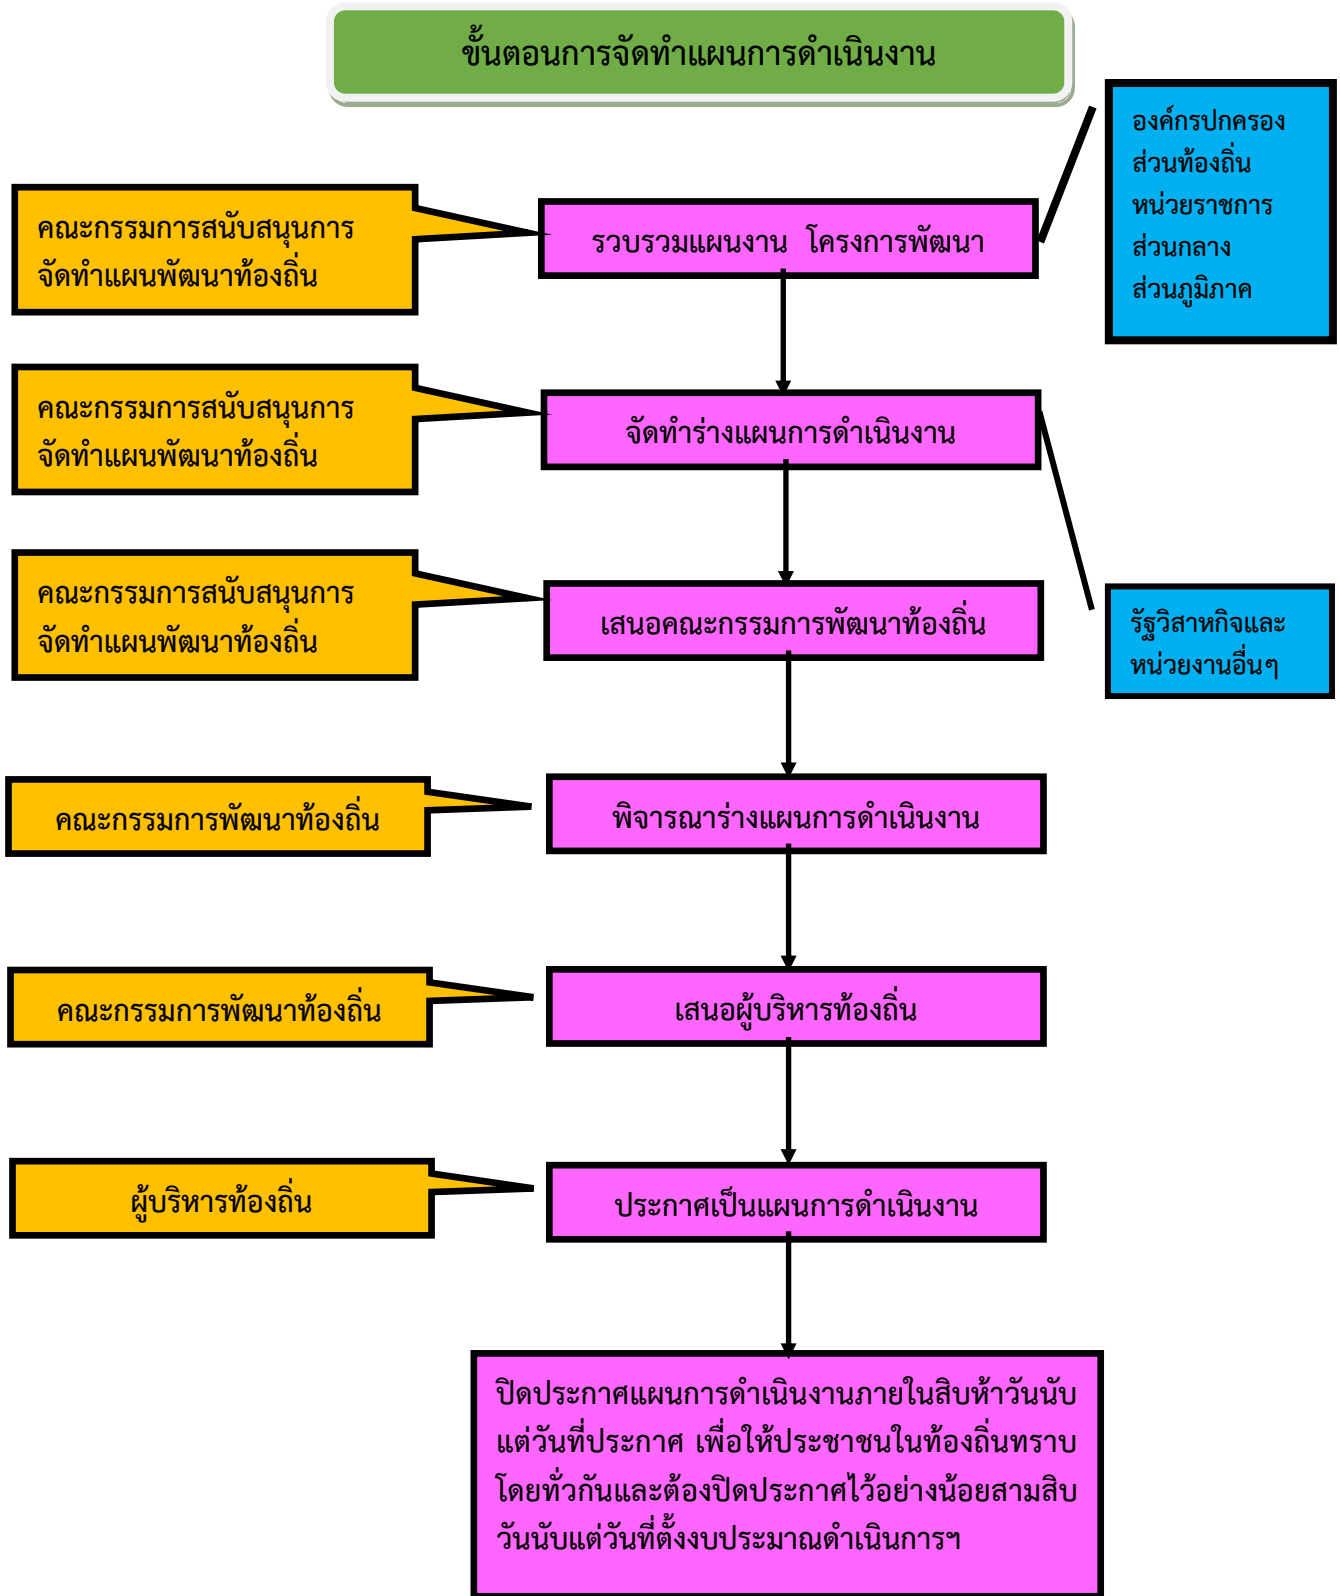 ขั้นตอนการจัดทำแผนการดำเนินงาน
องค์กรปกครอง
ส่วนท้องถิ่น
หน่วยราชการ
ส่วนกลาง
ส่วนภูมิภาค
คณะกรรมการสนับสนุนการ
จัดทำแผนพัฒนาท้องถิ่น
รวบรวมแผนงาน โครงการพัฒนา
คณะกรรมการสนับสนุนการ
จัดทำแผนพัฒนาท้องถิ่น
จัดทำร่างแผนการดำเนินงาน
คณะกรรมการสนับสนุนการ
จัดทำแผนพัฒนาท้องถิ่น
เสนอคณะกรรมการพัฒนาท้องถิ่น
รัฐวิสาหกิจและ
หน่วยงานอื่นๆ
คณะกรรมการพัฒนาท้องถิ่น
พิจารณาร่างแผนการดำเนินงาน
คณะกรรมการพัฒนาท้องถิ่น
เสนอผู้บริหารท้องถิ่น
ผู้บริหารท้องถิ่น
ประกาศเป็นแผนการดำเนินงาน
ปิดประกาศแผนการดำเนินงานภายในสิบห้าวันนับ
แต่วันที่ประกาศ เพื่อให้ประชาชนในท้องถิ่นทราบ
โดยทั่วกันและต้องปิดประกาศไว้อย่างน้อยสามสิบ
วันนับแต่วันที่ตั้งงบประมาณดำเนินการฯ